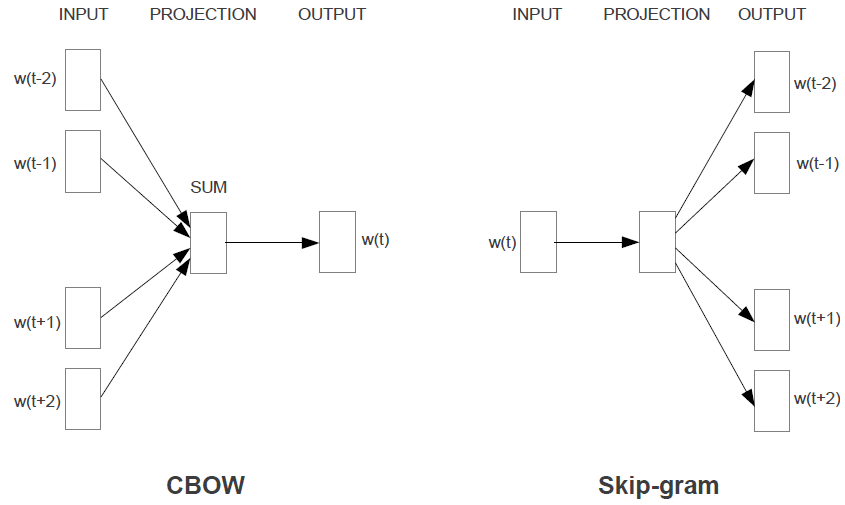 INPUT PROJECTION OUTPUT
w(t-2)
w(t-1)
SUM
w(t)
w(t+1)
w(t+2)
CBOW
INPUT PROJECTION OUTPUT
w(t-2)
w(t-1)
w(t)
w(t+1)
w(t+2)
Skip-gram